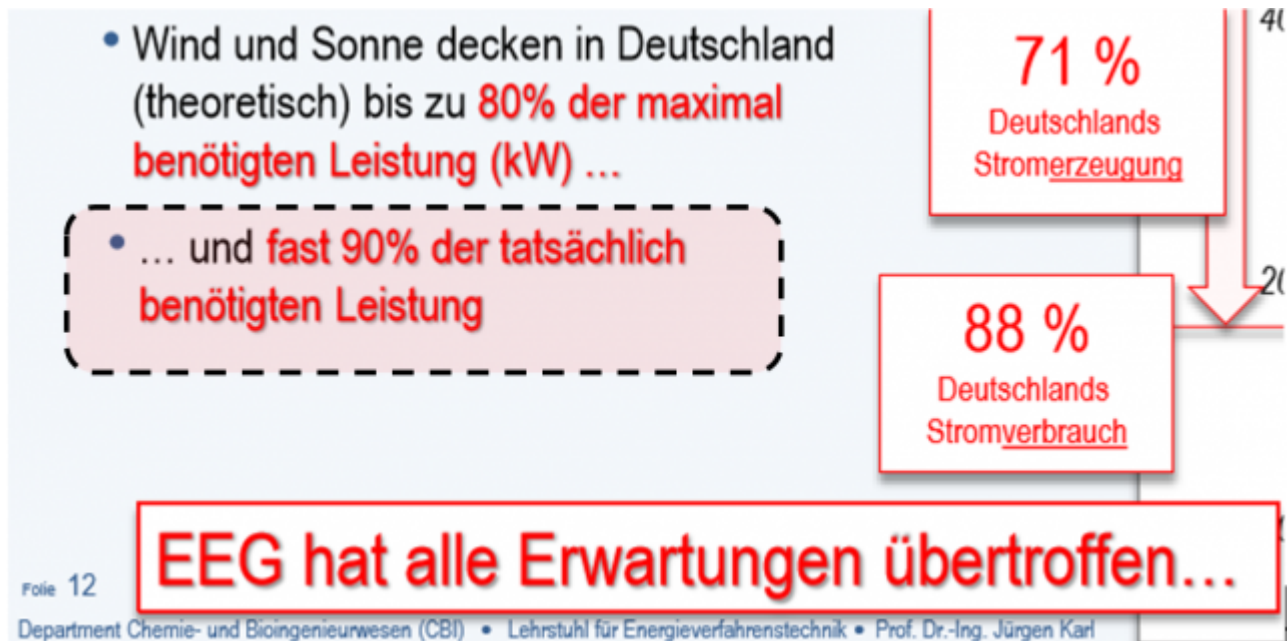 • Wind und Sonne decken in Deutschland
(theoretisch) bis zu 80% der maximal
benötigten Leistung (kW) ...
• ... und fast 90% der tatsächlich
benötigten Leistung
71 %
Deutschlands
Stromerzeugung
88 %
Deutschlands
Stromverbrauch
EEG hat alle Erwartungen übertroffen...
Folie 12
Department Chemie- und Bioingenieurwesen (CBI) • Lehrstuhl für Energieverfahrenstechnik • Prof. Dr.-Ing. Jürgen Karl